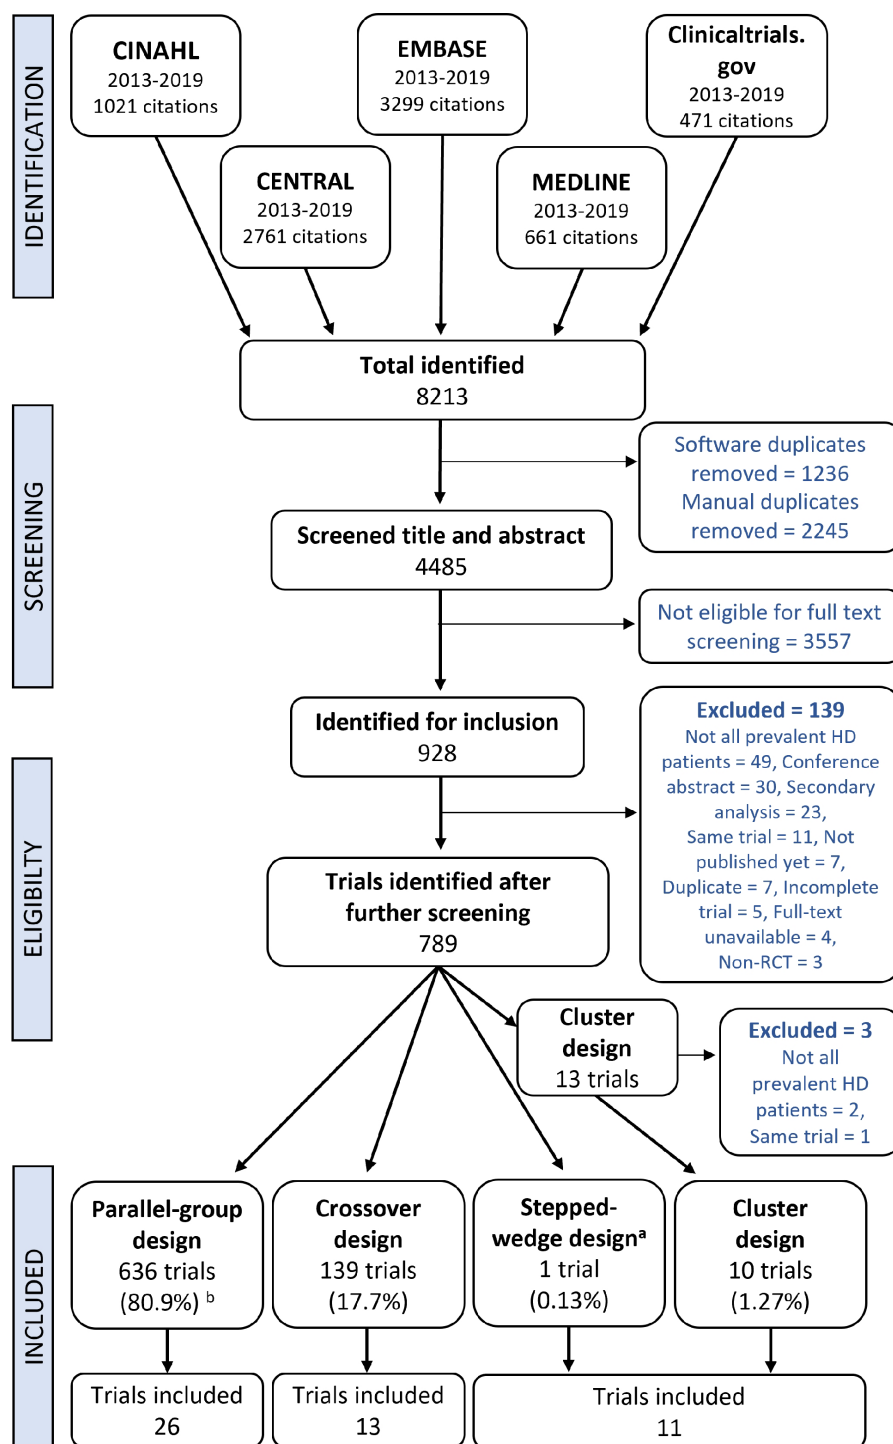 IDENTIFICATION
CINAHL
2013-2019
1021 citations
EMBASE
2013-2019
3299 citations
Clinicaltrials.
gov
2013-2019
471 citations
CENTRAL
2013-2019
2761 citations
MEDLINE
2013-2019
661 citations
Total identified
8213
SCREENING
Software duplicates
removed = 1236
Manual duplicates
removed = 2245
Screened title and abstract
4485
Not eligible for full text
screening = 3557
Identified for inclusion
928
ELIGIBILTY
Excluded = 139
Not all prevalent HD
patients = 49, Conference
abstract = 30, Secondary
analysis = 23,
Same trial = 11, Not
published yet = 7,
Duplicate = 7, Incomplete
trial = 5, Full-text
unavailable = 4,
Non-RCT = 3
Trials identified after
further screening
789
Cluster
design
13 trials
Excluded = 3
Not all
prevalent HD
patients = 2,
Same trial = 1
INCLUDED
Parallel-group
design
636 trials
(80.9%) b
Crossover
design
139 trials
(17.7%)
Stepped-
wedge designa
1 trial
(0.13%)
Cluster
design
10 trials
(1.27%)
Trials included
26
Trials included
13
Trials included
11